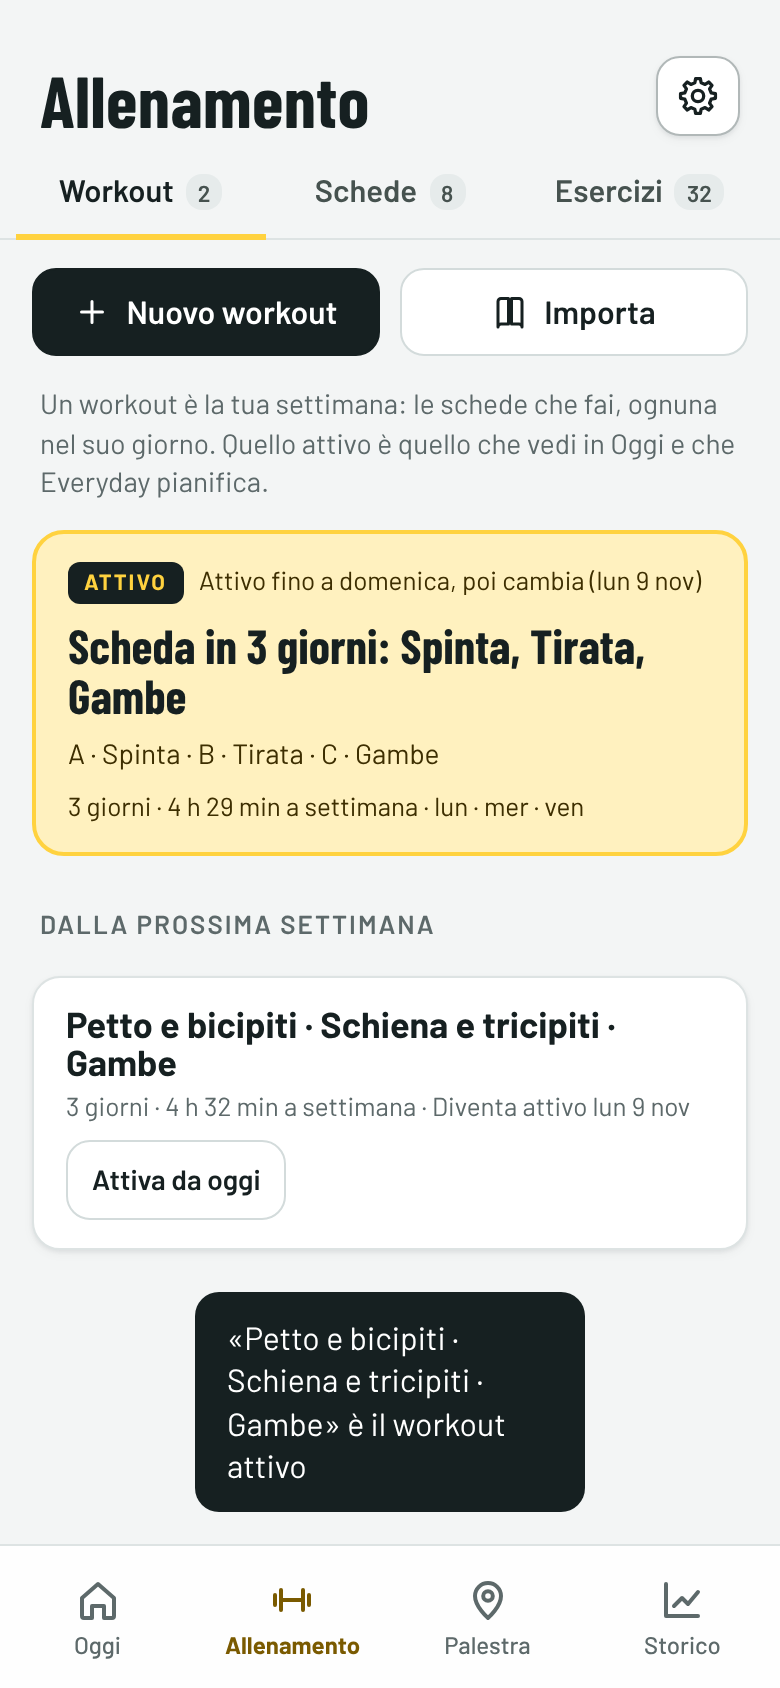 Allenamento
Workout 2
Schede 8
Esercizi 32
Nuovo workout
Importa
Un workout è la tua settimana: le schede che fai, ognuna
nel suo giorno. Quello attivo è quello che vedi in Oggi e che
Everyday pianifica.
ATTIVO Attivo fino a domenica, poi cambia (lun 9 nov)
Scheda in 3 giorni: Spinta, Tirata,
Gambe
A · Spinta · B · Tirata · C · Gambe
3 giorni · 4 h 29 min a settimana · lun · mer · ven
DALLA PROSSIMA SETTIMANA
Petto e bicipiti · Schiena e tricipiti ·
Gambe
3 giorni · 4 h 32 min a settimana · Diventa attivo lun 9 nov
Attiva da oggi
«Petto e bicipiti ·
Schiena e tricipiti ·
Gambe» è il workout
attivo
Oggi
Allenamento
Palestra
Storico